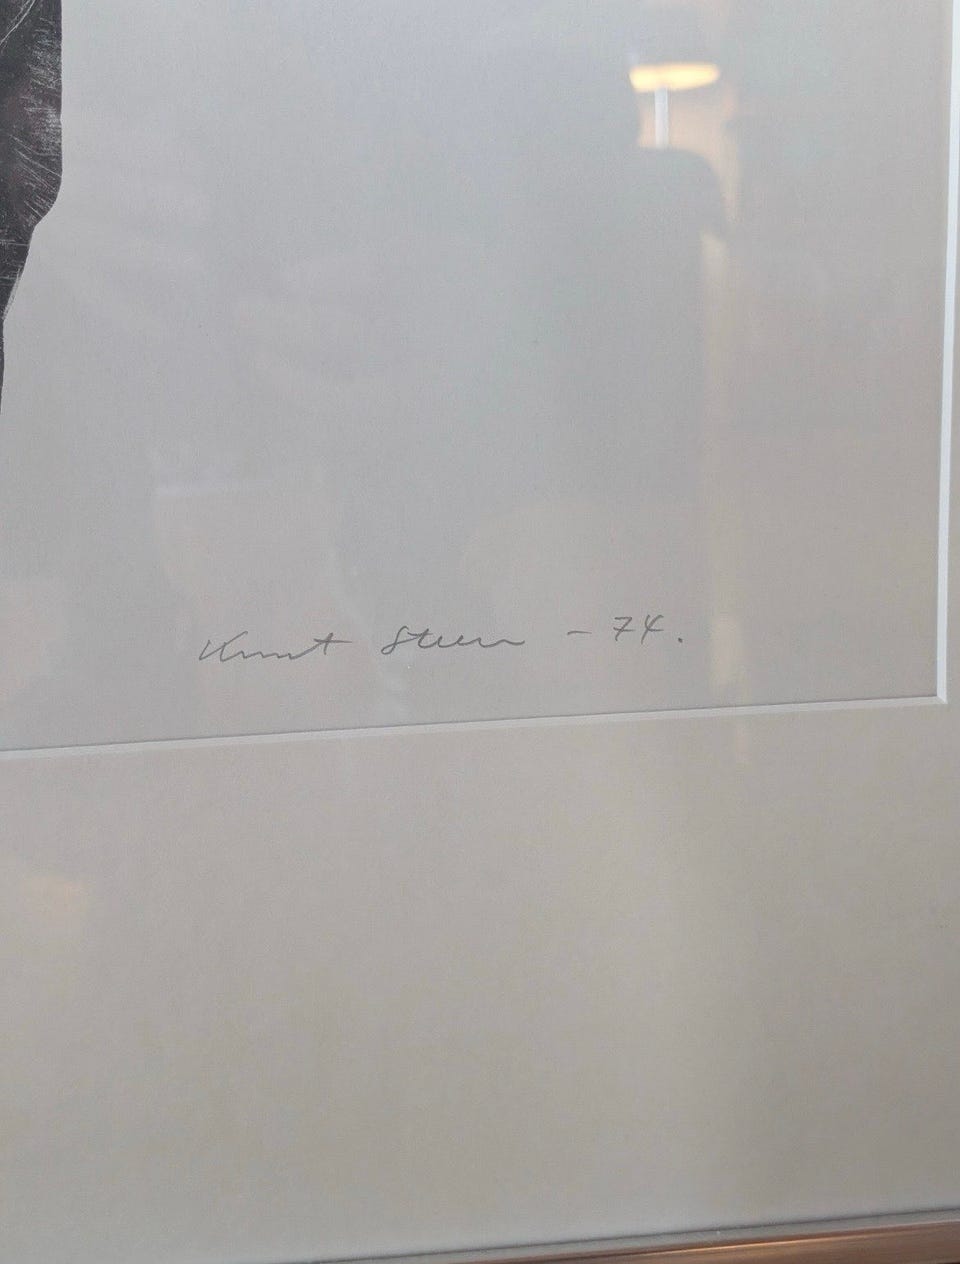 Knut Steen - 74.